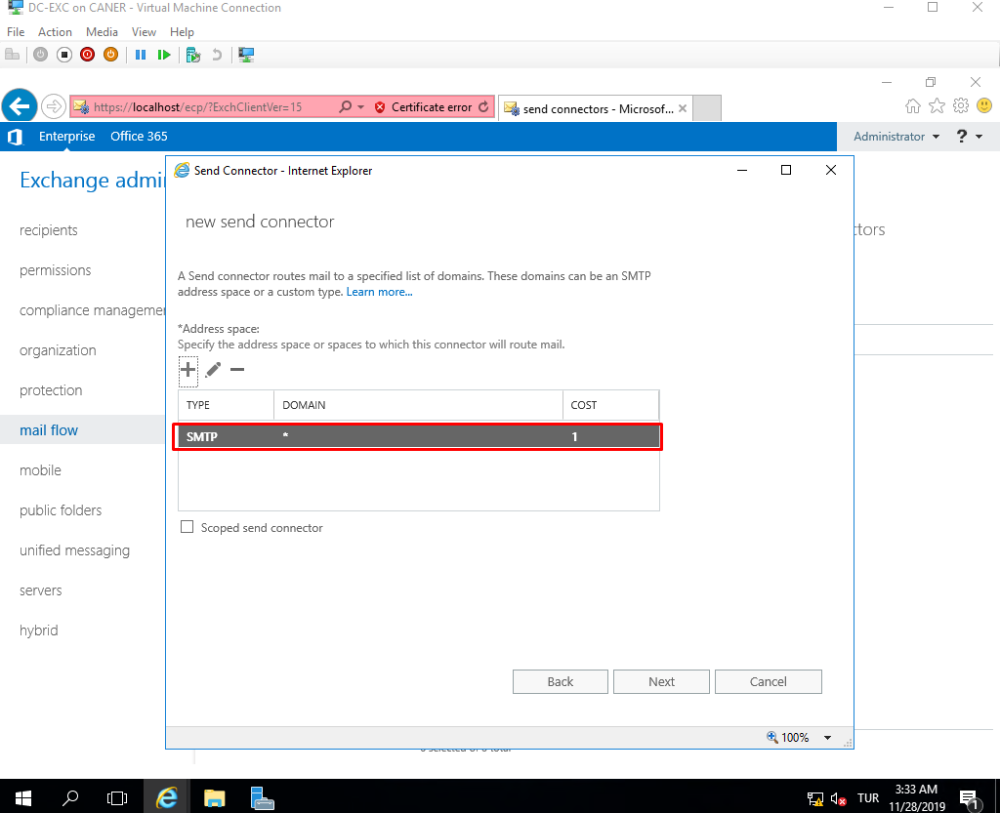 DC-EXC on CANER - Virtual Machine Connection
File Action Media View Help
https://localhost/ecp/?ExchClientVer=15
Certificate error
send connectors - Microsof...
Enterprise Office 365
Administrator
?
Exchange admi
Send Connector - Internet Explorer
new send connector
ctors
recipients
permissions
compliance managemen
organization
protection
mail flow
mobile
public folders
unified messaging
servers
hybrid
A Send connector routes mail to a specified list of domains. These domains can be an SMTP
address space or a custom type. Learn more...
*Address space:
Specify the address space or spaces to which this connector will route mail.
TYPE DOMAIN COST
SMTP * 1
Scoped send connector
Back Next Cancel
100%
0 selected of 0 total
TUR
3:33 AM
11/28/2019
1